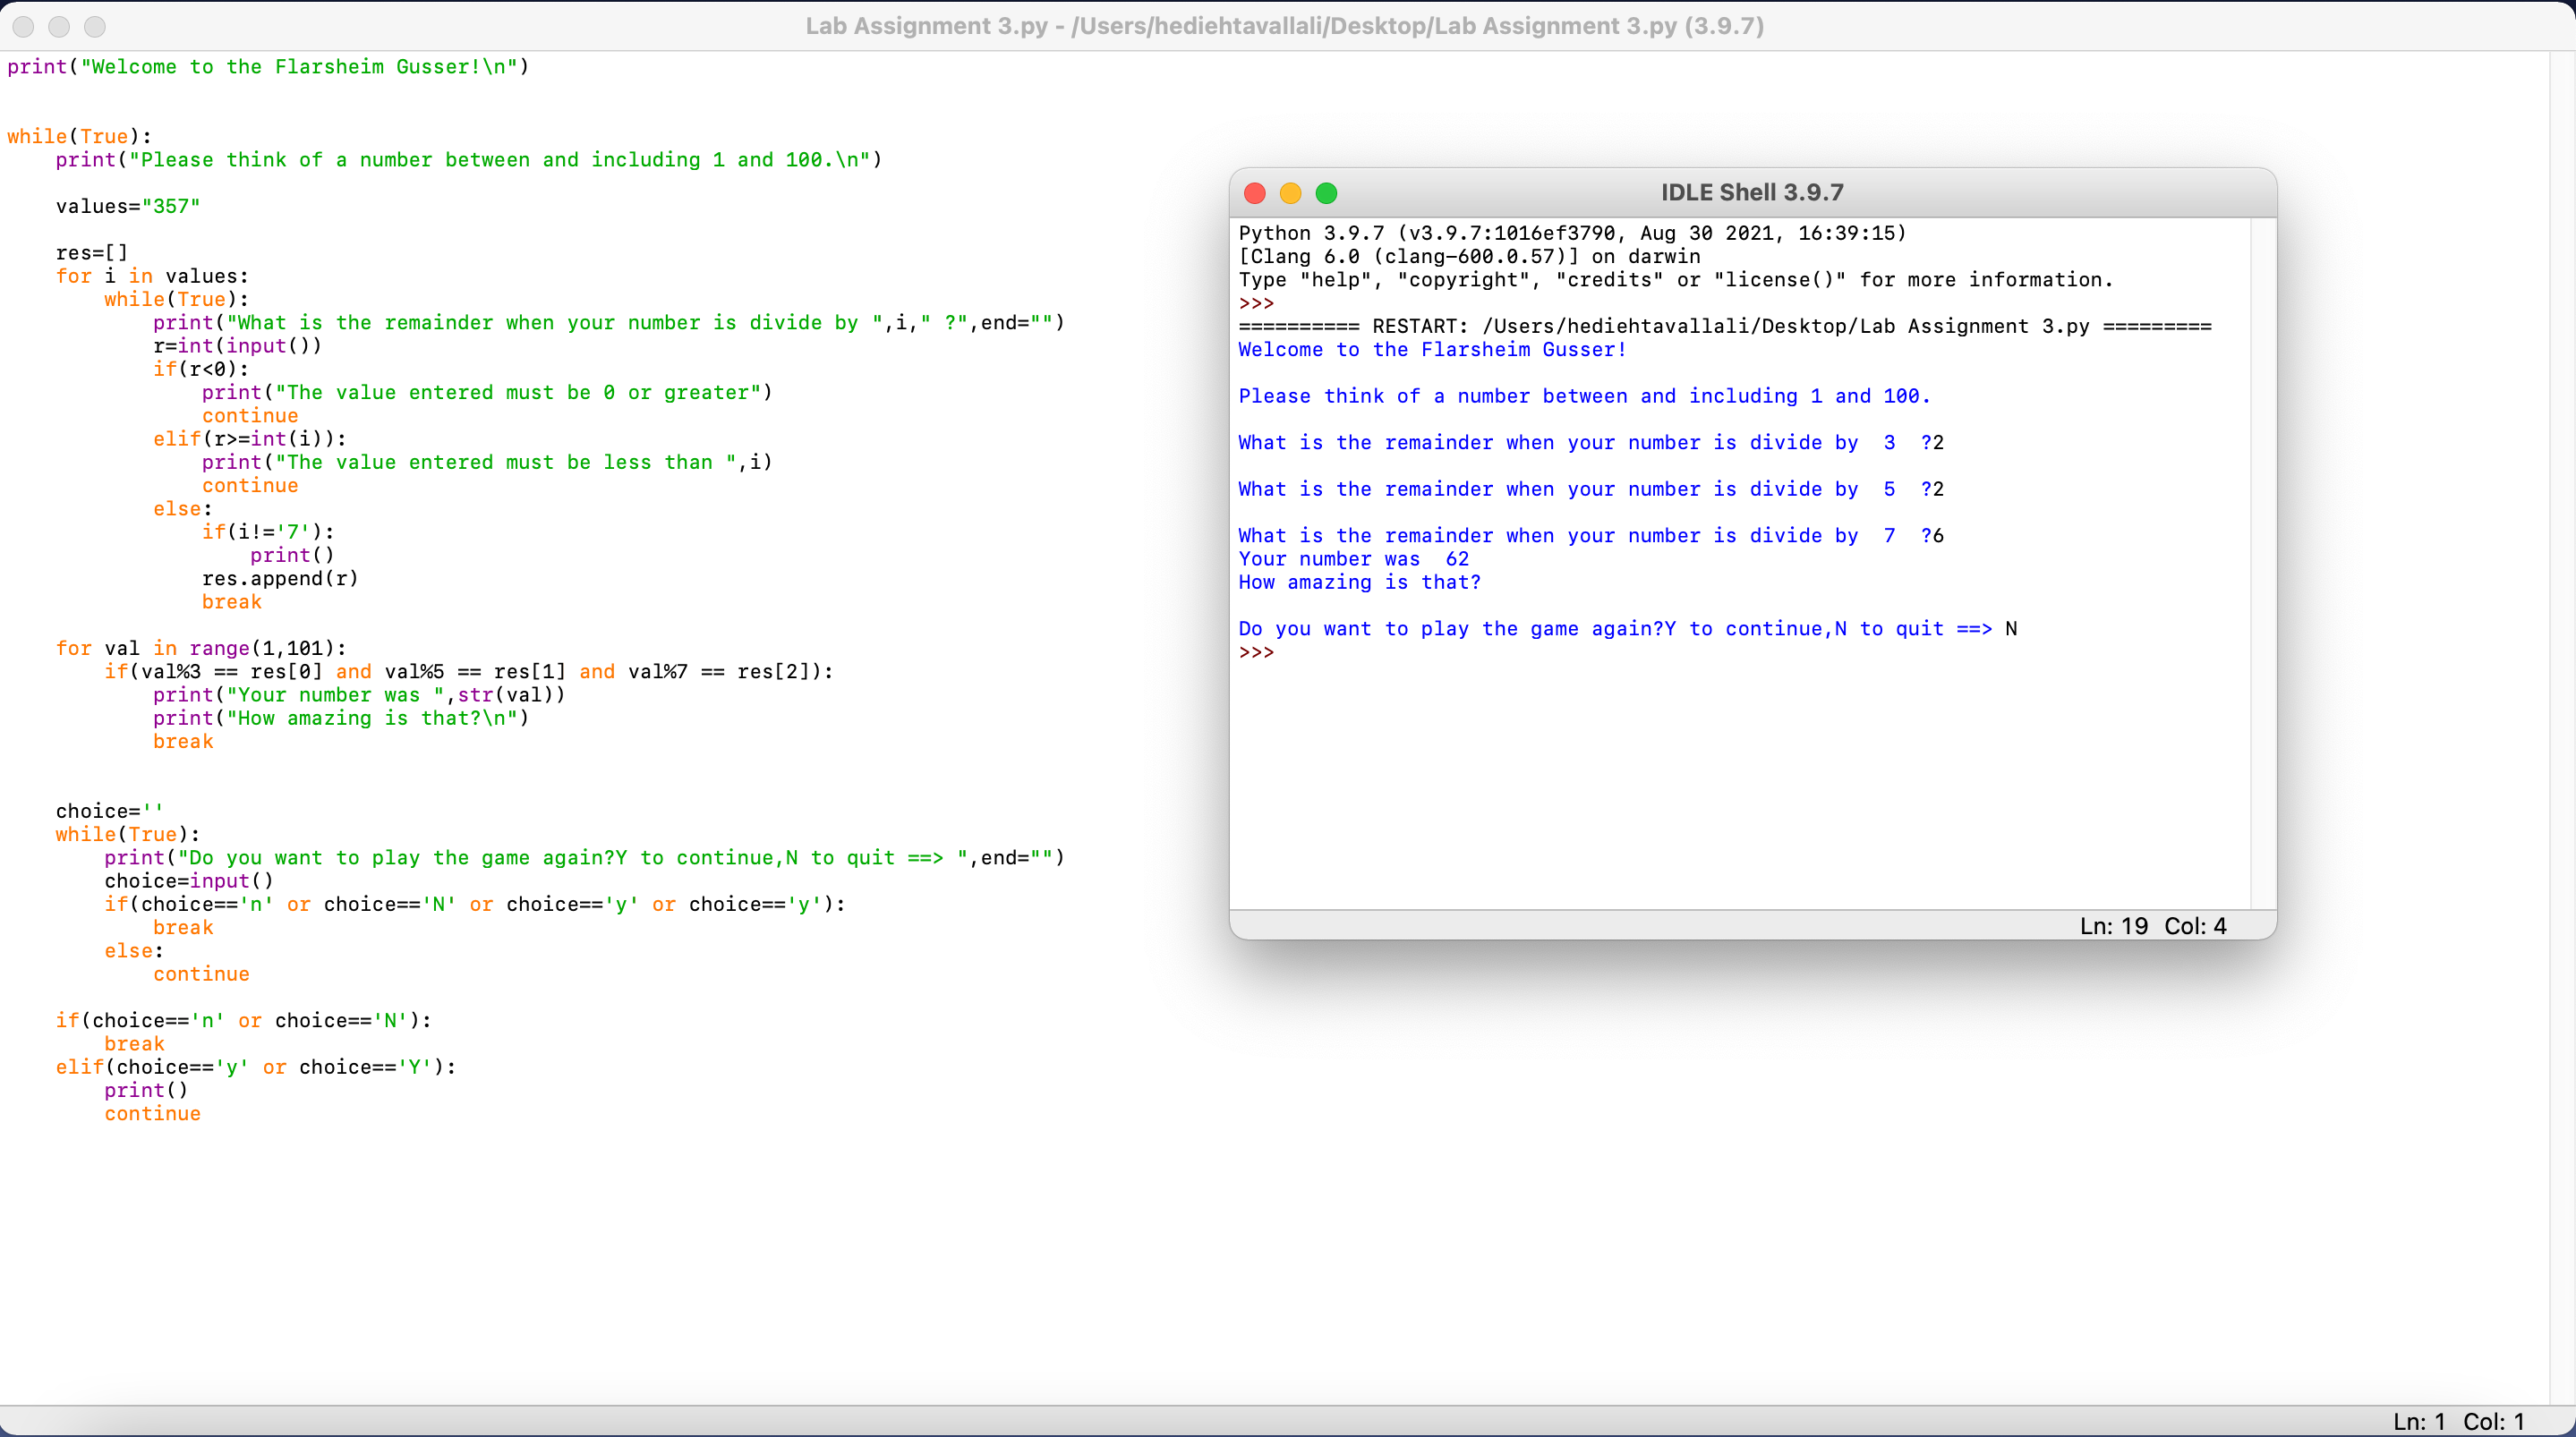 Lab Assignment 3.py - /Users/hediehtavallali/Desktop/Lab Assignment 3.py (3.9.7)
print("Welcome to the Flarsheim Gusser!\n")
while(True):
    print("Please think of a number between and including 1 and 100.\n")
    values="357"
    res=[]
    for i in values:
        while(True):
            print("What is the remainder when your number is divide by ",i," ?",end="")
            r=int(input())
            if(r<0):
                print("The value entered must be 0 or greater")
                continue
            elif(r>=int(i)):
                print("The value entered must be less than ",i)
                continue
            else:
                if(i!='7'):
                    print()
                res.append(r)
                break
    for val in range(1,101):
        if(val%3 == res[0] and val%5 == res[1] and val%7 == res[2]):
            print("Your number was ",str(val))
            print("How amazing is that?\n")
            break
    choice=''
    while(True):
        print("Do you want to play the game again?Y to continue,N to quit ==> ",end="")
        choice=input()
        if(choice=='n' or choice=='N' or choice=='y' or choice=='y'):
            break
        else:
            continue
    if(choice=='n' or choice=='N'):
        break
    elif(choice=='y' or choice=='Y'):
        print()
        continue
Ln: 1 Col: 1
IDLE Shell 3.9.7
Python 3.9.7 (v3.9.7:1016ef3790, Aug 30 2021, 16:39:15)
[Clang 6.0 (clang-600.0.57)] on darwin
Type "help", "copyright", "credits" or "license()" for more information.
>>>
========== RESTART: /Users/hediehtavallali/Desktop/Lab Assignment 3.py =========
Welcome to the Flarsheim Gusser!
Please think of a number between and including 1 and 100.
What is the remainder when your number is divide by  3  ?2
What is the remainder when your number is divide by  5  ?2
What is the remainder when your number is divide by  7  ?6
Your number was  62
How amazing is that?
Do you want to play the game again?Y to continue,N to quit ==> N
>>>
Ln: 19 Col: 4